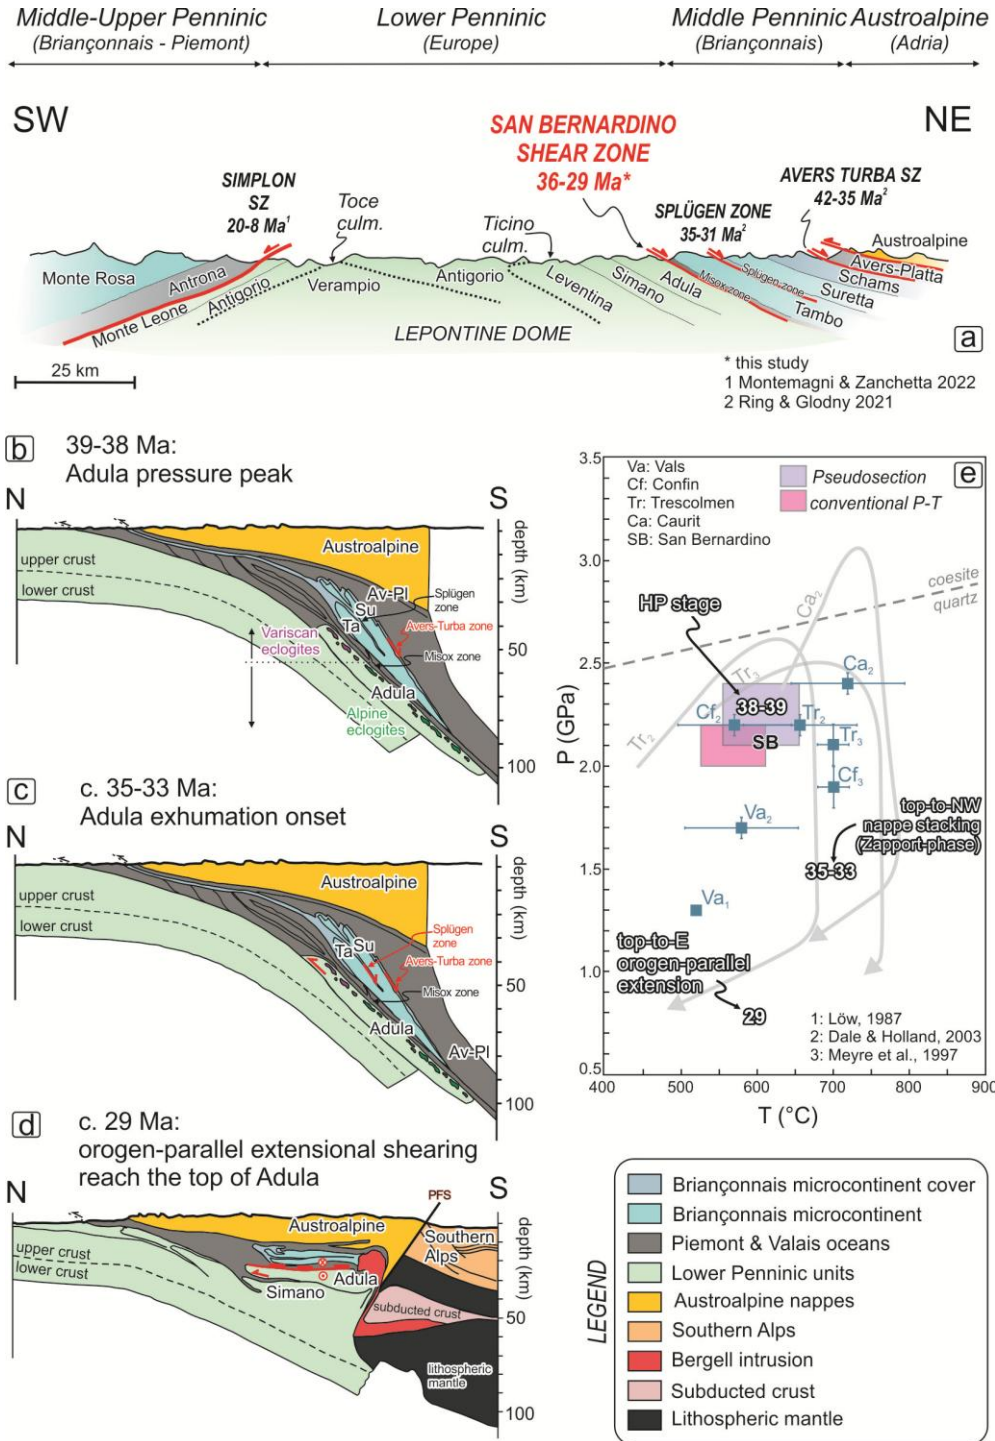 Middle-Upper Penninic
(Briançonnais - Piemont)
Lower Penninic
(Europe)
Middle Penninic
(Briançonnais)
Austroalpine
(Adria)
SW
NE
SIMPLON
SZ
20-8 Ma1
Toce
culm.
Ticino
culm.
SAN BERNARDINO
SHEAR ZONE
36-29 Ma*
SPLÜGEN ZONE
35-31 Ma2
AVERS TURBA SZ
42-35 Ma2
Monte Rosa
Antrona
Monte Leone
Antigorio
Verampio
Antigorio
Leventina
Simano
Adula
Misox zone
Splügen zone
Tambo
Suretta
Schams
Avers-Platta
Austroalpine
LEPONTINE DOME
25 km
a
* this study
1 Montemagni & Zanchetta 2022
2 Ring & Glodny 2021
b
39-38 Ma:
Adula pressure peak
N
S
depth (km)
50
100
upper crust
lower crust
Austroalpine
Av-Pl
Su
Ta
Splügen
zone
Avers-Turba zone
Misox zone
Variscan
eclogites
Adula
Alpine
eclogites
c
c. 35-33 Ma:
Adula exhumation onset
N
S
depth (km)
50
100
upper crust
lower crust
Austroalpine
Su
Ta
Splügen
zone
Avers-Turba zone
Misox zone
Adula
Av-Pl
d
c. 29 Ma:
orogen-parallel extensional shearing
reach the top of Adula
N
S
PFS
depth (km)
50
100
upper crust
lower crust
Austroalpine
Southern
Alps
Adula
Simano
subducted crust
lithospheric
mantle
e
Va: Vals
Cf: Confin
Tr: Trescolmen
Ca: Caurit
SB: San Bernardino
Pseudosection
conventional P-T
P (GPa)
3.5
3.0
2.5
2.0
1.5
1.0
0.5
400
500
600
700
800
900
T (°C)
coesite
quartz
HP stage
38-39
SB
Ca2
Tr3
Tr2
Ca2
Cf2
Tr2
Tr3
Cf3
Va2
Va1
top-to-NW
nappe stacking
(Zapport-phase)
35-33
top-to-E
orogen-parallel
extension
29
1: Löw, 1987
2: Dale & Holland, 2003
3: Meyre et al., 1997
LEGEND
Briançonnais microcontinent cover
Briançonnais microcontinent
Piemont & Valais oceans
Lower Penninic units
Austroalpine nappes
Southern Alps
Bergell intrusion
Subducted crust
Lithospheric mantle